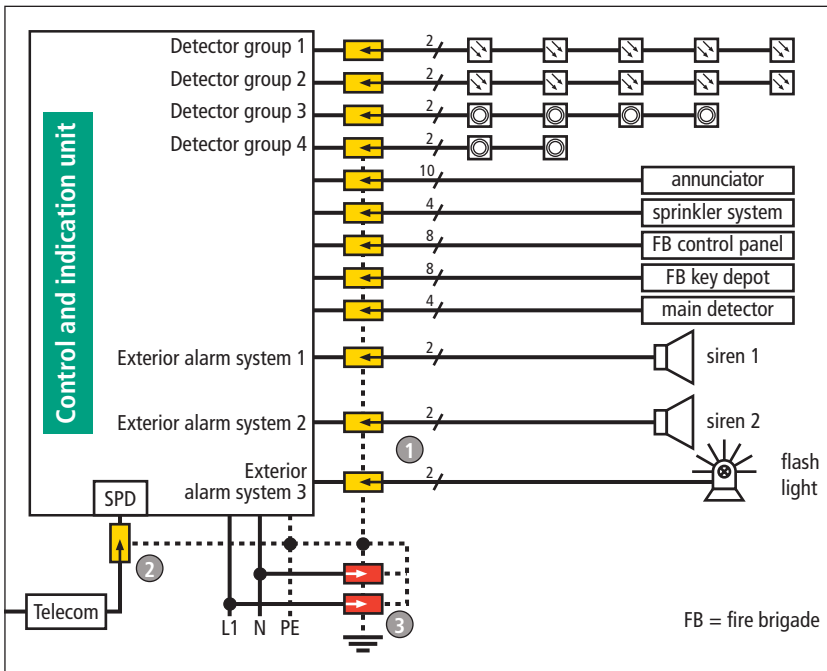 Control and indication unit
Detector group 1
2
Detector group 2
2
Detector group 3
2
Detector group 4
2
10
annunciator
4
sprinkler system
8
FB control panel
8
FB key depot
4
main detector
Exterior alarm system 1
2
siren 1
Exterior alarm system 2
2
siren 2
1
Exterior
alarm system 3
2
flash
light
SPD
2
Telecom
L1 N PE
3
FB = fire brigade